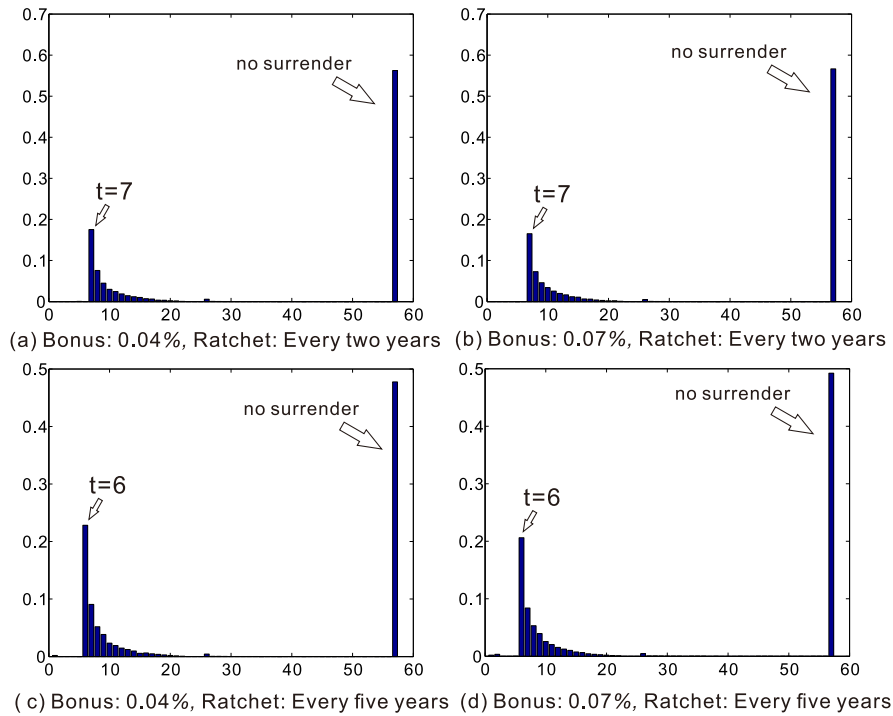 0.7
0.6
0.5
0.4
0.3
0.2
0.1
0
no surrender
t=7
0 10 20 30 40 50 60
(a) Bonus: 0.04%, Ratchet: Every two years
0.7
0.6
0.5
0.4
0.3
0.2
0.1
0
no surrender
t=7
0 10 20 30 40 50 60
(b) Bonus: 0.07%, Ratchet: Every two years
0.5
0.4
0.3
0.2
0.1
0
no surrender
t=6
0 10 20 30 40 50 60
( c) Bonus: 0.04%, Ratchet: Every five years
0.5
0.4
0.3
0.2
0.1
0
no surrender
t=6
0 10 20 30 40 50 60
(d) Bonus: 0.07%, Ratchet: Every five years